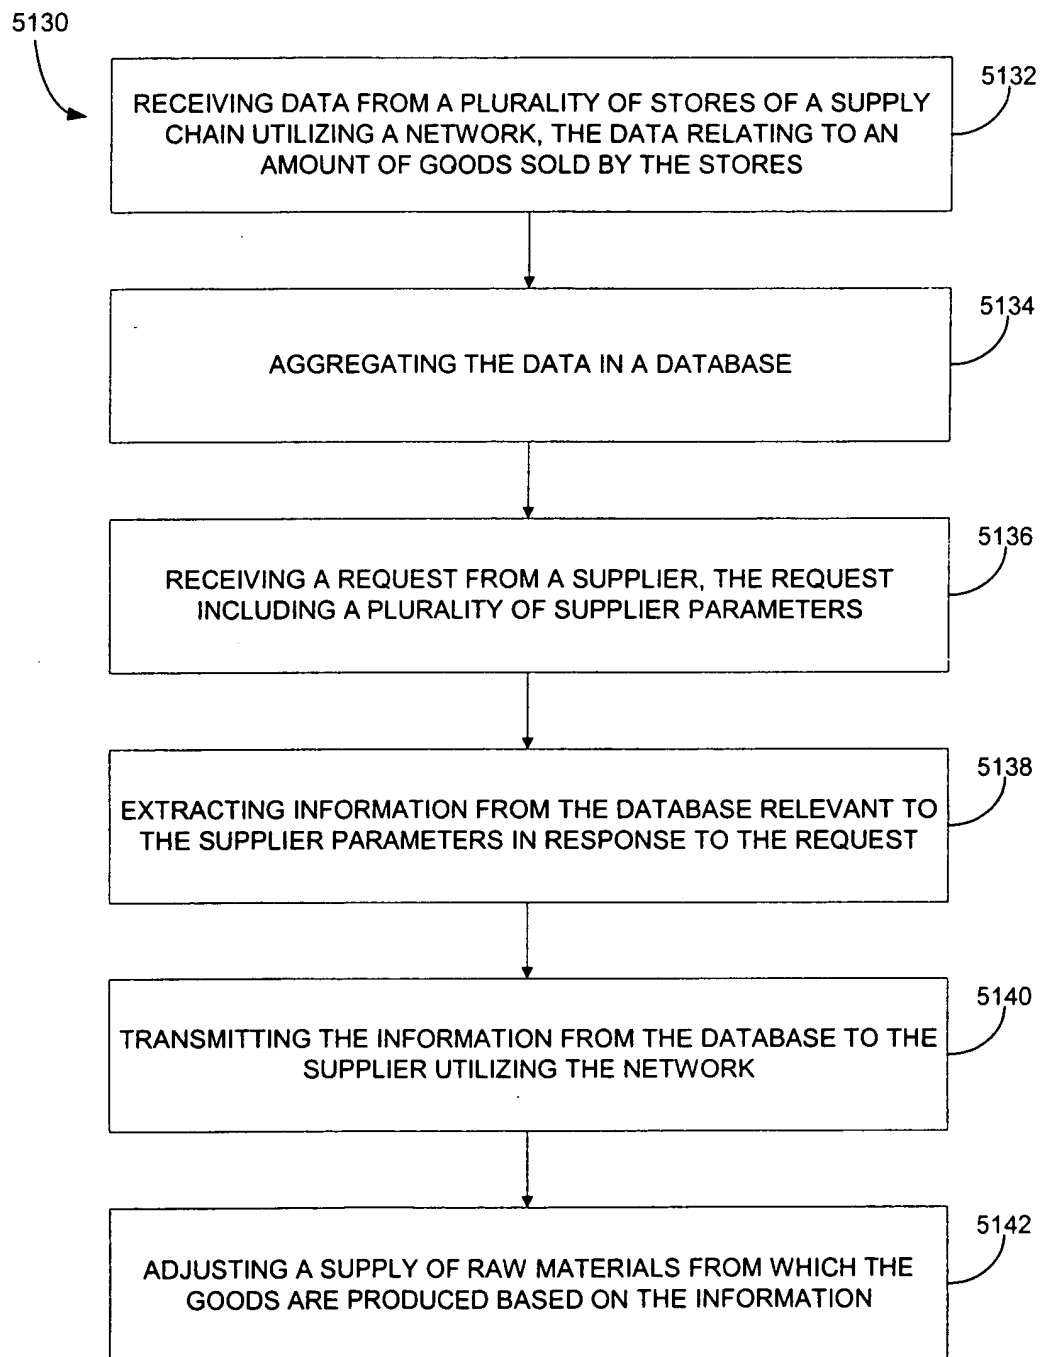 5130
5132
RECEIVING DATA FROM A PLURALITY OF STORES OF A SUPPLY
CHAIN UTILIZING A NETWORK, THE DATA RELATING TO AN
AMOUNT OF GOODS SOLD BY THE STORES
5134
AGGREGATING THE DATA IN A DATABASE
5136
RECEIVING A REQUEST FROM A SUPPLIER, THE REQUEST
INCLUDING A PLURALITY OF SUPPLIER PARAMETERS
5138
EXTRACTING INFORMATION FROM THE DATABASE RELEVANT TO
THE SUPPLIER PARAMETERS IN RESPONSE TO THE REQUEST
5140
TRANSMITTING THE INFORMATION FROM THE DATABASE TO THE
SUPPLIER UTILIZING THE NETWORK
5142
ADJUSTING A SUPPLY OF RAW MATERIALS FROM WHICH THE
GOODS ARE PRODUCED BASED ON THE INFORMATION